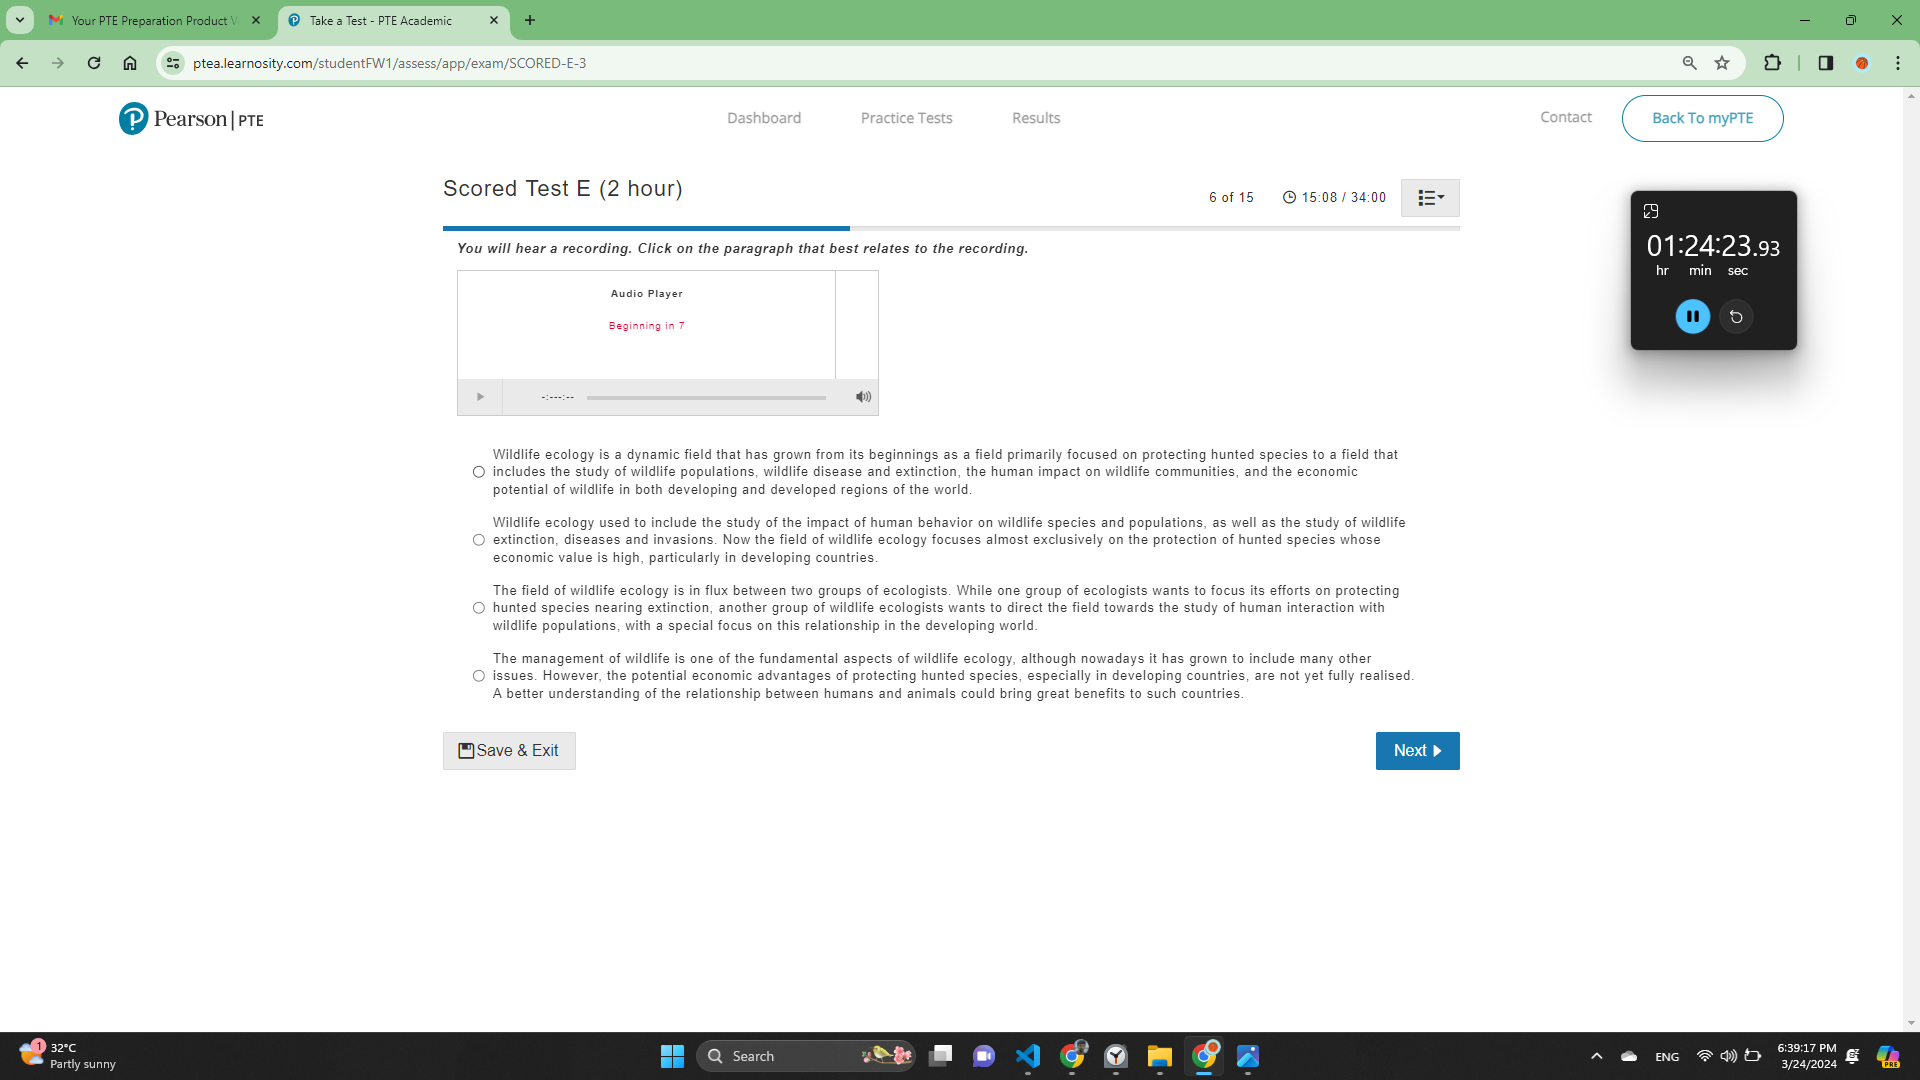 Your PTE Preparation Product V
Take a Test - PTE Academic
ptea.learnosity.com/studentFW1/assess/app/exam/SCORED-E-3
Pearson | PTE
Dashboard
Practice Tests
Results
Contact
Back To myPTE
Scored Test E (2 hour)
6 of 15
15:08 / 34:00
01:24:23.93
hr min sec
You will hear a recording. Click on the paragraph that best relates to the recording.
Audio Player
Beginning in 7
-:---:--
Wildlife ecology is a dynamic field that has grown from its beginnings as a field primarily focused on protecting hunted species to a field that
includes the study of wildlife populations, wildlife disease and extinction, the human impact on wildlife communities, and the economic
potential of wildlife in both developing and developed regions of the world.
Wildlife ecology used to include the study of the impact of human behavior on wildlife species and populations, as well as the study of wildlife
extinction, diseases and invasions. Now the field of wildlife ecology focuses almost exclusively on the protection of hunted species whose
economic value is high, particularly in developing countries.
The field of wildlife ecology is in flux between two groups of ecologists. While one group of ecologists wants to focus its efforts on protecting
hunted species nearing extinction, another group of wildlife ecologists wants to direct the field towards the study of human interaction with
wildlife populations, with a special focus on this relationship in the developing world.
The management of wildlife is one of the fundamental aspects of wildlife ecology, although nowadays it has grown to include many other
issues. However, the potential economic advantages of protecting hunted species, especially in developing countries, are not yet fully realised.
A better understanding of the relationship between humans and animals could bring great benefits to such countries.
Save & Exit
Next
1
32°C
Partly sunny
Search
ENG
6:39:17 PM
3/24/2024
PRE